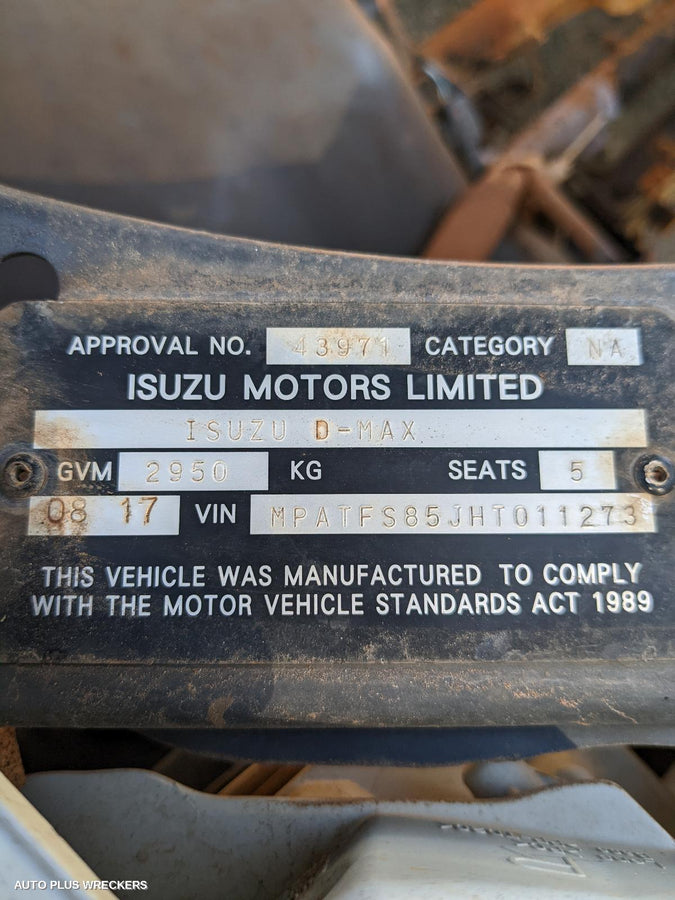 APPROVAL NO. 43971 CATEGORY NA
ISUZU MOTORS LIMITED
ISUZU D-MAX
GVM 2950 KG SEATS 5
08 17 VIN MPATFS85JHT011273
THIS VEHICLE WAS MANUFACTURED TO COMPLY
WITH THE MOTOR VEHICLE STANDARDS ACT 1989
AUTO PLUS WRECKERS